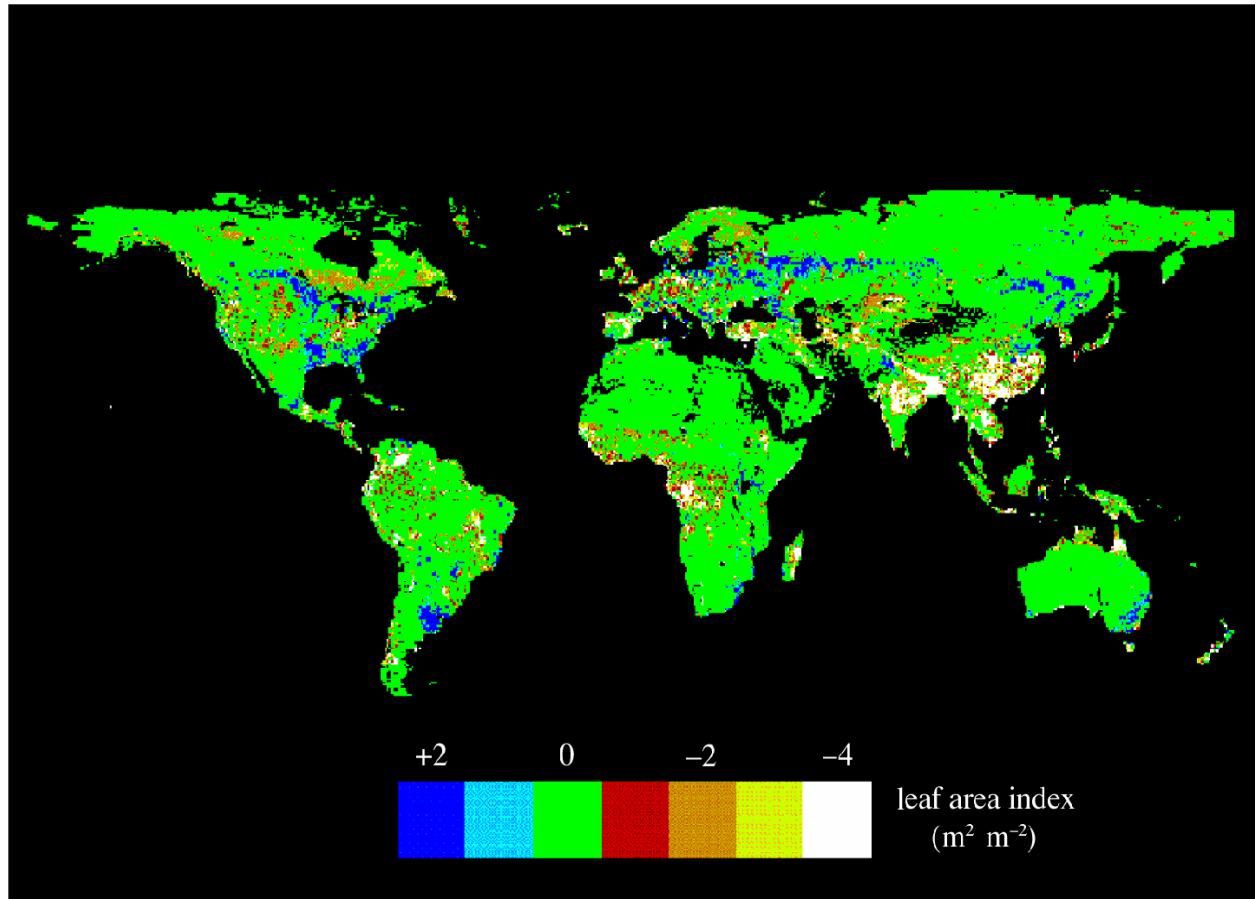 +2 0 –2 –4
leaf area index
(m² m⁻²)